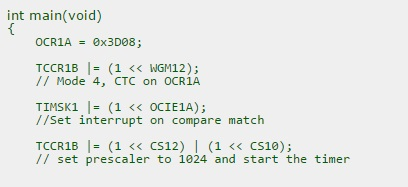 int main(void)
{
OCR1A = 0x3D08;
TCCR1B |= (1 << WGM12);
// Mode 4, CTC on OCR1A
TIMSK1 |= (1 << OCIE1A);
//Set interrupt on compare match
TCCR1B |= (1 << CS12) | (1 << CS10);
// set prescaler to 1024 and start the timer